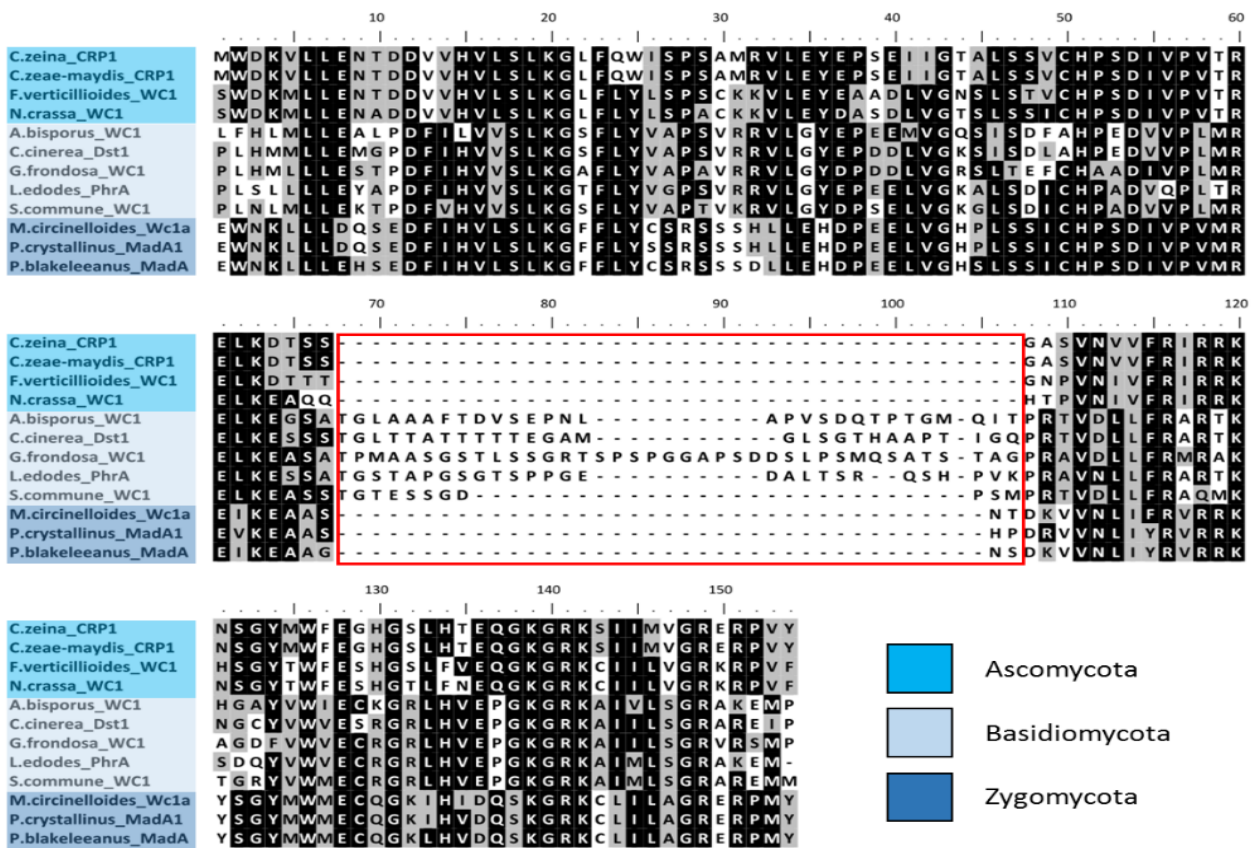 10 20 30 40 50 60
C.zeina_CRP1 MWDKVLLENTDDVVHVLSLKGLFQWISPSAMRVLEYEPSEIIGTALSSVCHPSDIVPVTR
C.zeae-maydis_CRP1 MWDKVLLENTDDVVHVLSLKGLFQWISPSAMRVLEYEPSEIIGTALSSVCHPSDIVPVTR
F.verticillioides_WC1 SWDKMLLENTDDVVHVLSLKGLFLYLSPSCKKVLEYEAADLVGNSLSTVCHPSDIVPVTR
N.crassa_WC1 SWDKMLLENADDVVHVLSLKGLFLYLSPACKKVLEYDASDLVGTSLSSICHPSDIVPVTR
A.bisporus_WC1 LFHLMLLEALPDFILVVSLKGSFLYVAPSVRRVLGYEPEEMVGQSISDFAHPEDVVPLMR
C.cinerea_Dst1 PLHMMLLEMGPDFIHVVSLKGSFLYVAPSVRRVLGYEPDDLVGKSISDLAHPEDVVPLMR
G.frondosa_WC1 PLHMLLLESTPDFIHVVSLKGAFLYVAPAVRRVLGYDPDDLVGRSLTEFCHAADIVPLMR
L.edodes_PhrA PLSLLLLEYAPDFIHVVSLKGTFLYVGPSVRRVLGYEPEELVGKALSDICHPADVQPLTR
S.commune_WC1 PLNLMLLEKTPDFVHVVSLKGSFLYVAPTVKRVLGYDPSELVGKGLSDICHPADVVPLMR
M.circinelloides_Wc1a EWNKLLLDQSEDFIHVLSLKGFFLYSSRSSSHLLEHDPEELVGHPLSSICHPSDIVPVMR
P.crystallinus_MadA1 EWNKLLLDQSEDFIHVLSLKGFFLYSSRSSSHLLEHDPEELVGHPLSSICHPSDIVPVMR
P.blakeleeanus_MadA EWNKLLLEHSEDFIHVLSLKGFFLYCSRSSSDLLEHDPEELVGHSLSSICHPSDIVPVMR
70 80 90 100 110 120
C.zeina_CRP1 ELKDTSS----------------------------------------GASVNVVFRIRRK
C.zeae-maydis_CRP1 ELKDTSS----------------------------------------GASVNVVFRIRRK
F.verticillioides_WC1 ELKDTTT----------------------------------------GNPVNIVFRIRRK
N.crassa_WC1 ELKEAQQ----------------------------------------HTPVNIVFRIRRK
A.bisporus_WC1 ELKEGSATGLAAAFTDVSEPNL----------APVSDQTPTGM-QITPRTVDLLFRARTK
C.cinerea_Dst1 ELKESSSTGLTTATTTTTEGAM-----------GLSGTHAAPT-IGQPRTVDLLFRARTK
G.frondosa_WC1 ELKEASATPMAASGSTLSSGRTSPSPGGAPSDDSLPSMQSATS-TAGPRAVDLLFRMRAK
L.edodes_PhrA ELKESSATGSTAPGSGTSPPGE----------DALTSR--QSH-PVKPRAVNLLFRARTK
S.commune_WC1 ELKEASSTGTESSGD-----------------------------PSMPRTVDLLFRAQMK
M.circinelloides_Wc1a EIKEAAS--------------------------------------NTDKVVNLIFRVRRK
P.crystallinus_MadA1 EVKEAAS--------------------------------------HPDRVVNLIYRVRRK
P.blakeleeanus_MadA EIKEAAG--------------------------------------NSDKVVNLIYRVRRK
130 140 150
C.zeina_CRP1 NSGYMWFEGHGSLHTEQGKGRKSIIMVGRERPVY
C.zeae-maydis_CRP1 NSGYMWFEGHGSLHTEQGKGRKSIIMVGRERPVY
F.verticillioides_WC1 HSGYTWFESHGSLFVEQGKGRKCIILVGRKRPVF
N.crassa_WC1 NSGYTWFESHGTLFNEQGKGRKCIILVGRKRPVF
A.bisporus_WC1 HGAYVWIECKGRLHVEPGKGRKAIVLSGRAKEMP
C.cinerea_Dst1 NGCYVWVESRGRLHVEPGKGRKAIILSGRAREIP
G.frondosa_WC1 AGDFVWVECRGRLHVEPGKGRKAIILSGRVRSMP
L.edodes_PhrA SDQYVWVECRGRLHVEPGKGRKAIMLSGRAKEM-
S.commune_WC1 TGRYVWMECRGRLHVEPGKGRKAIMLSGRAREMM
M.circinelloides_Wc1a YSGYMWMECQGKIHIDQSKGRKCLILAGRERPMY
P.crystallinus_MadA1 YSGYMWMECQGKIHVDQSKGRKCLILAGRERPMY
P.blakeleeanus_MadA YSGYMWMECQGKLHVDQSKGRKCLILAGRERPMY
Ascomycota
Basidiomycota
Zygomycota